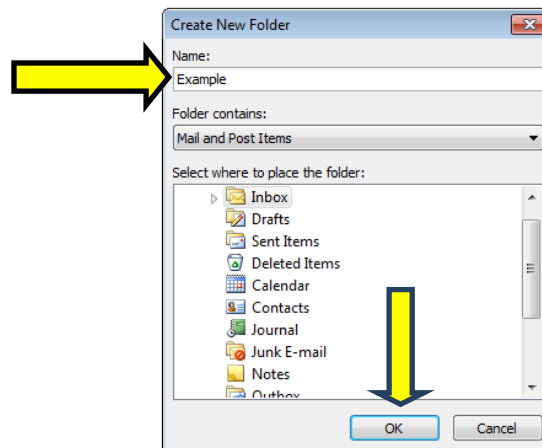 Create New Folder
Name:
Example
Folder contains:
Mail and Post Items
Select where to place the folder:
Inbox
Drafts
Sent Items
Deleted Items
Calendar
Contacts
Journal
Junk E-mail
Notes
Outbox
OK Cancel